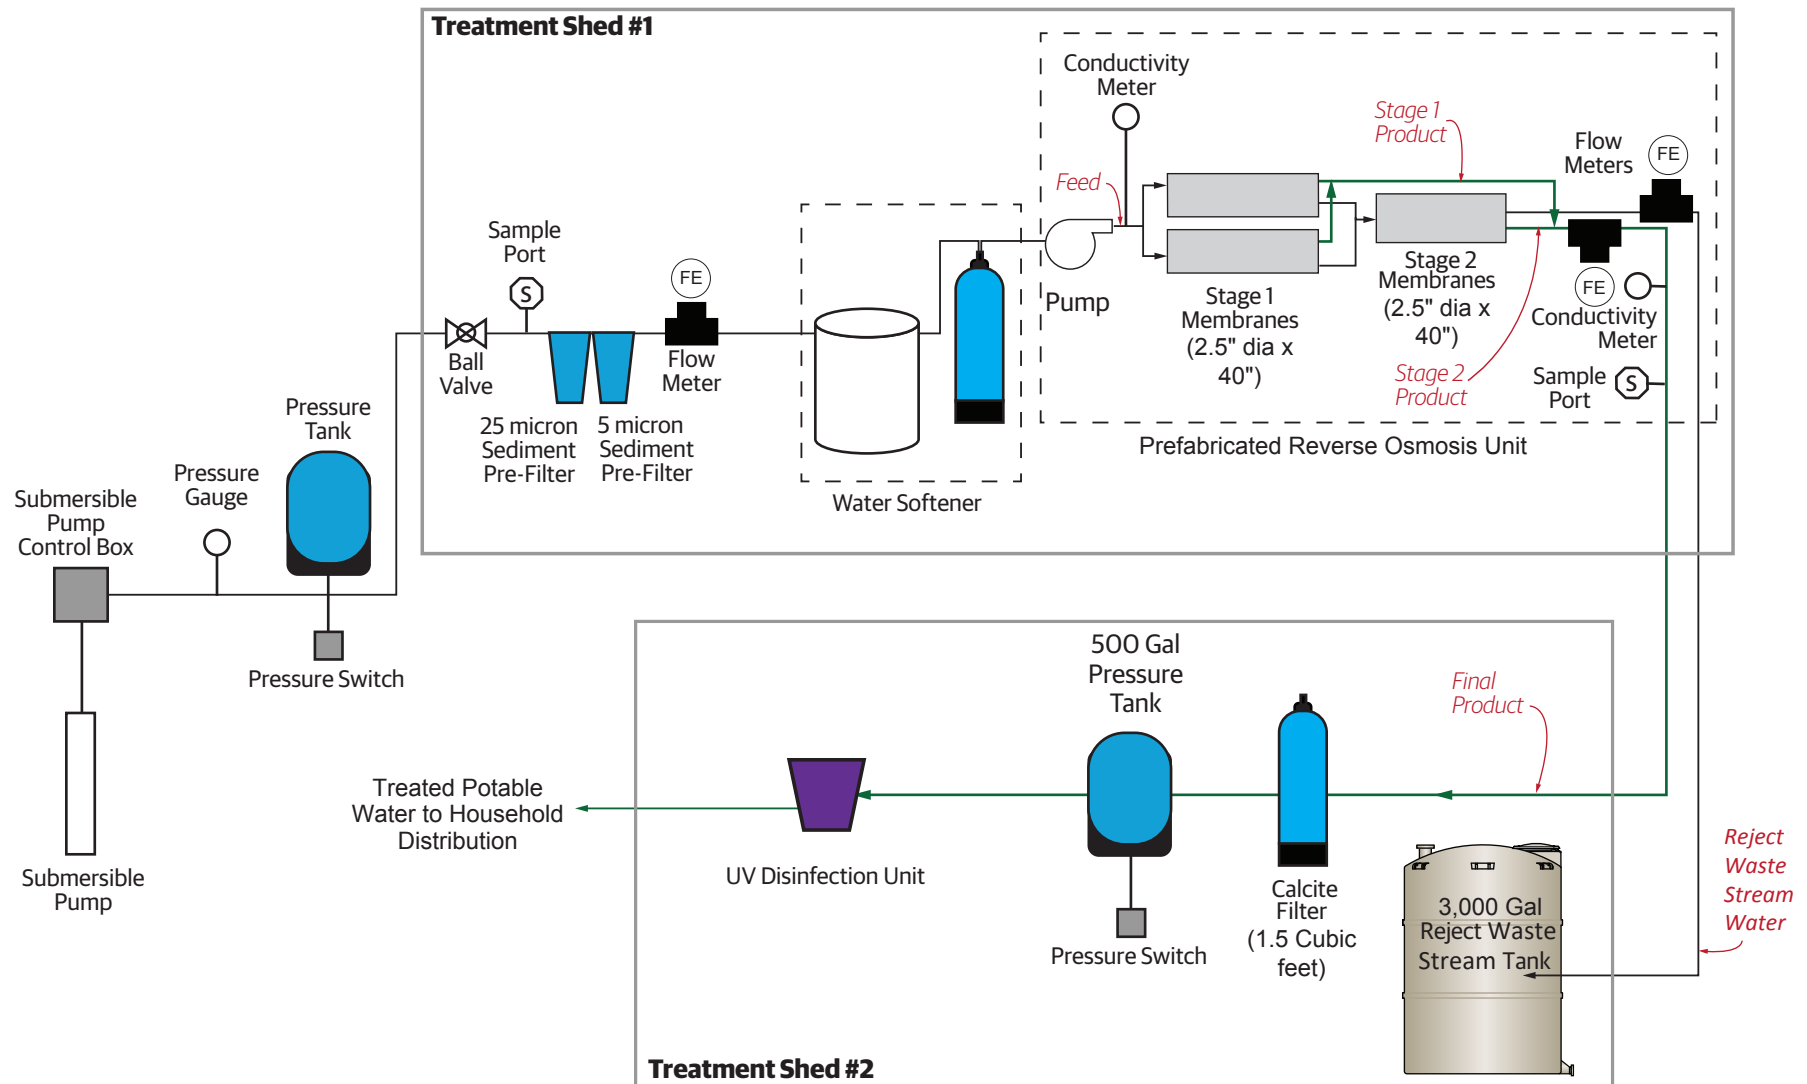 Treatment Shed #1
Conductivity
Meter
Stage 1
Product
Flow
Meters
FE
Feed
Sample
Port
S
FE
Pump
Stage 1
Membranes
(2.5" dia x
40")
Stage 2
Membranes
(2.5" dia x
40")
FE
Conductivity
Meter
Stage 2
Product
Sample
Port
S
Ball
Valve
Flow
Meter
25 micron
Sediment
Pre-Filter
5 micron
Sediment
Pre-Filter
Water Softener
Prefabricated Reverse Osmosis Unit
Pressure
Tank
Pressure
Gauge
Submersible
Pump
Control Box
Pressure Switch
Submersible
Pump
500 Gal
Pressure
Tank
Final
Product
Treated Potable
Water to Household
Distribution
UV Disinfection Unit
Pressure Switch
Calcite
Filter
(1.5 Cubic
feet)
3,000 Gal
Reject Waste
Stream Tank
Reject
Waste
Stream
Water
Treatment Shed #2